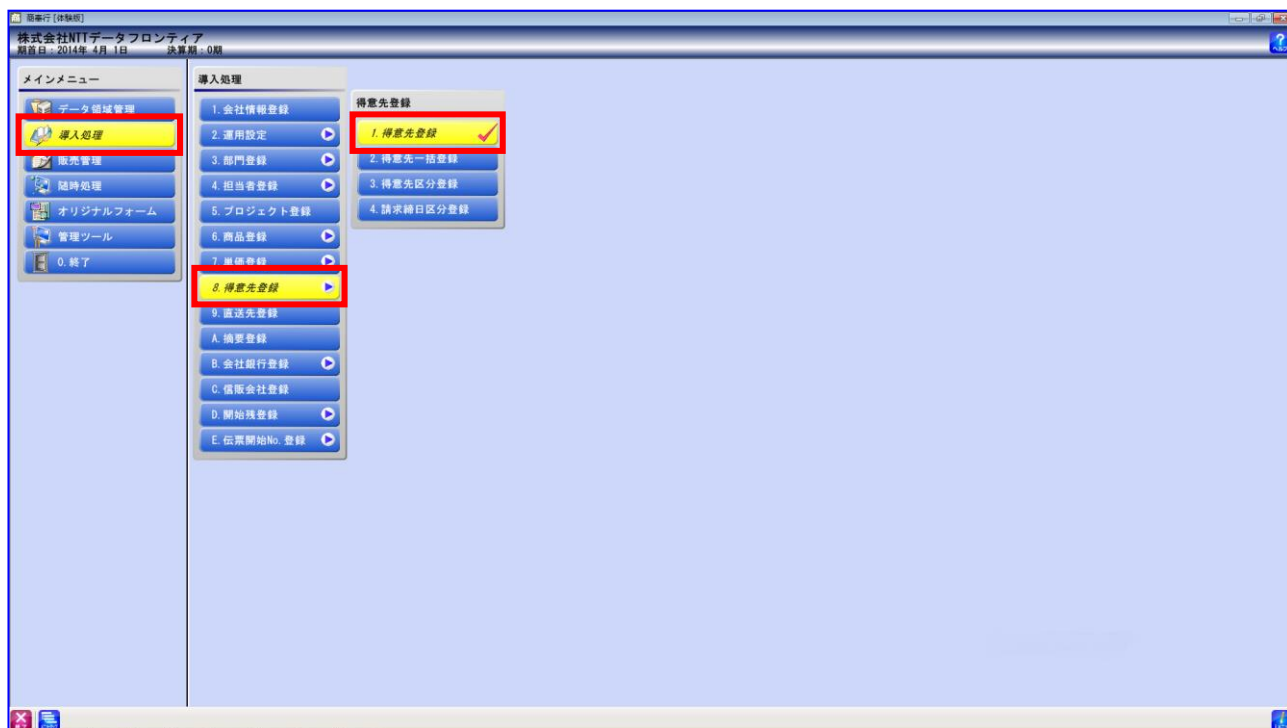 商奉行 [体験版]
株式会社NTTデータフロンティア
期首日：2014年 4月 1日 決算期：0期
ヘルプ
メインメニュー
データ領域管理
導入処理
販売管理
随時処理
オリジナルフォーム
管理ツール
0. 終了
導入処理
1. 会社情報登録
2. 運用設定
3. 部門登録
4. 担当者登録
5. プロジェクト登録
6. 商品登録
7. 単価登録
8. 得意先登録
9. 直送先登録
A. 摘要登録
B. 会社銀行登録
C. 信販会社登録
D. 開始残登録
E. 伝票開始No. 登録
得意先登録
1. 得意先登録
2. 得意先一括登録
3. 得意先区分登録
4. 請求締日区分登録